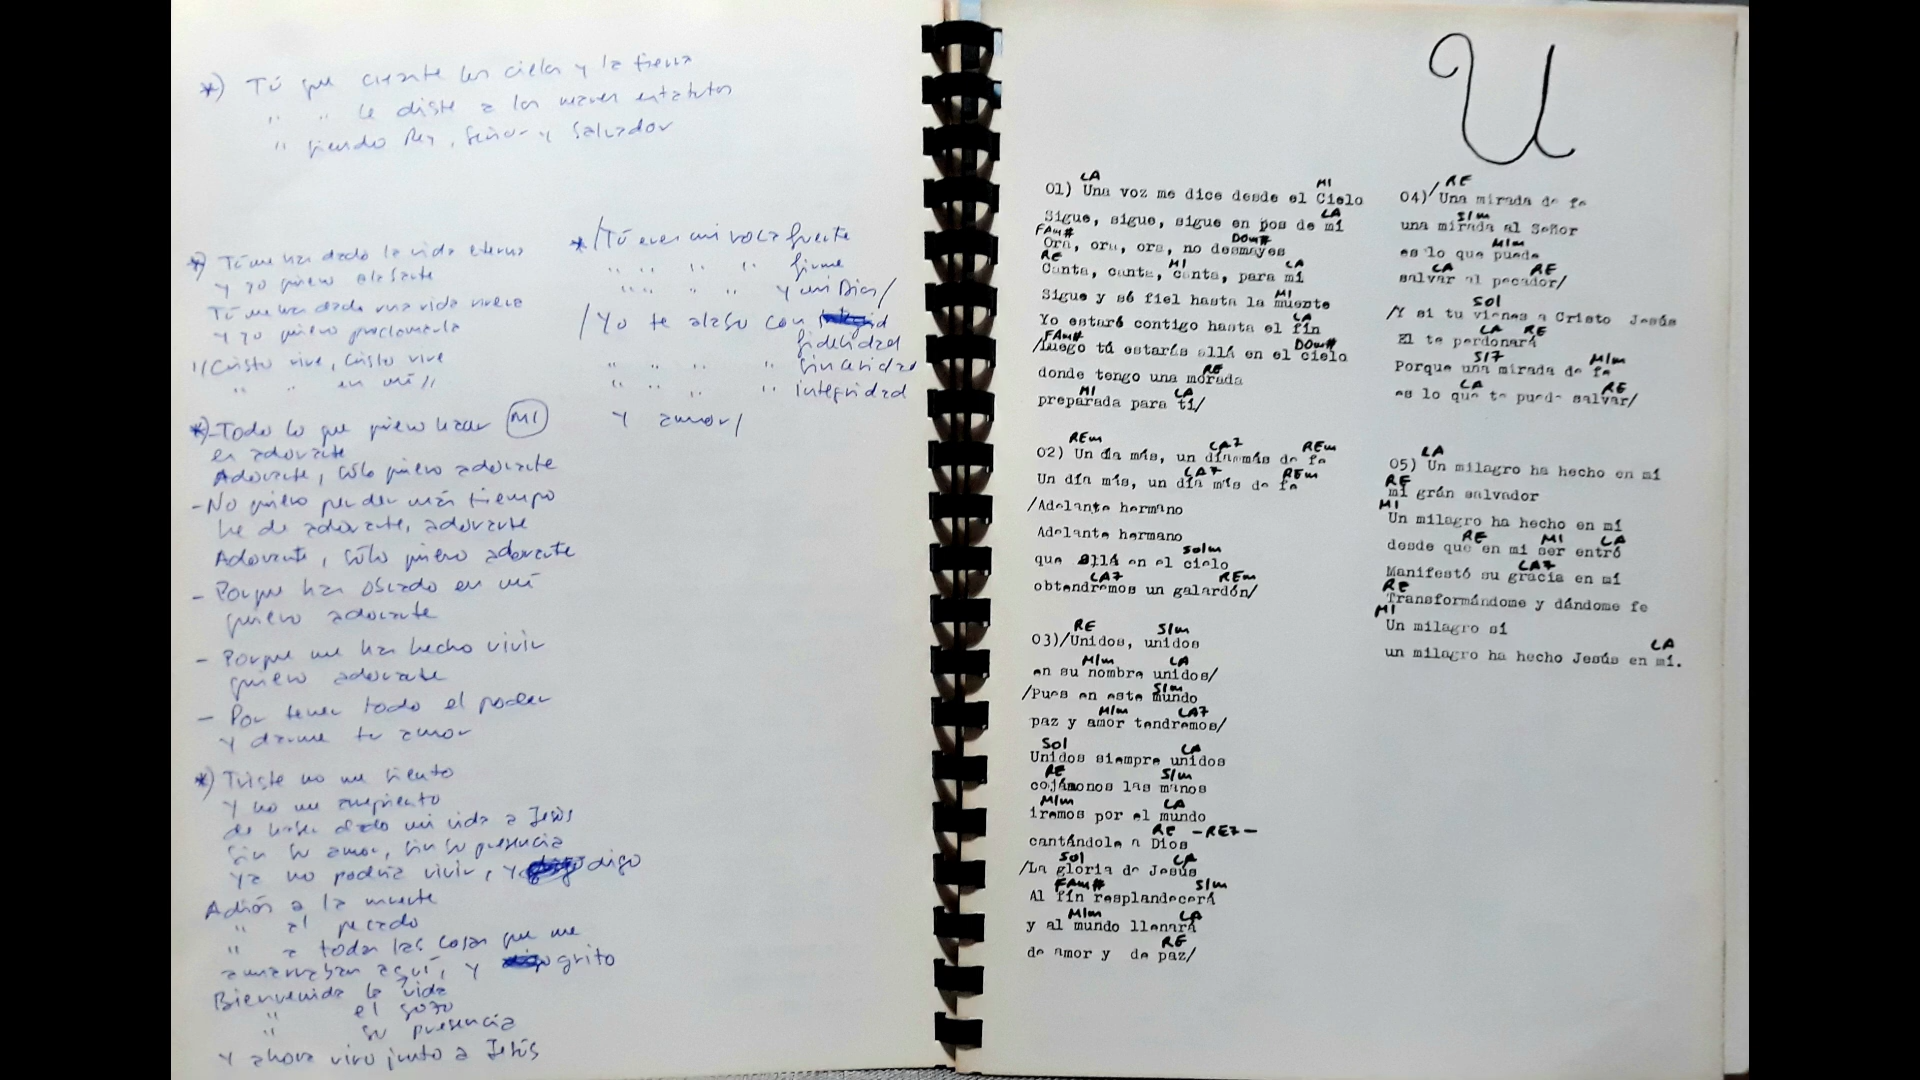 *) Tú que creaste los cielos y la tierra
" " le diste a los mares estatutos
" siendo Rey, Señor y Salvador
*) Tú me has dado la vida eterna
y yo quiero alabarte
Tú me has dado una vida nueva
y yo quiero proclamarla
//Cristo vive, Cristo vive
" " en mí//
*)-Todo lo que quiero hacer MI
es adorarte
Adorarte, sólo quiero adorarte
-No quiero perder más tiempo
he de adorarte, adorarte
Adorarte, sólo quiero adorarte
- Porque has obrado en mí
quiero adorarte
- Porque me has hecho vivir
quiero adorarte
- Por tener todo el poder
y darme tu amor
*) Triste no me siento
y no me arrepiento
de haber dado mi vida a Jesús
sin su amor, sin su presencia
ya no podría vivir, y digo
Adiós a la muerte
" al pecado
" a todas las cosas que me
amarraban aquí, y grito
Bienvenida la vida
" el gozo
" su presencia
y ahora vivo junto a Jesús
*/Tú eres mi roca fuerte
" " " " firme
" " " " y mi Dios/
/Yo te alabo con
fidelidad
" " " " sinceridad
" " " " integridad
y amor/
U
LA MI
01) Una voz me dice desde el Cielo
LA
Sigue, sigue, sigue en pos de mí
FAm# DOm#
Ora, ora, ora, no desmayes
RE MI LA
Canta, canta, canta, para mí
MI
Sigue y sé fiel hasta la muerte
LA
Yo estaré contigo hasta el fín
FAm# DOm#
/Luego tú estarás allá en el cielo
RE
donde tengo una morada
MI LA
preparada para tí/
REm LA7 REm
02) Un día más, un día más de fe
LA7 REm
Un día más, un día más de fe
/Adelante hermano
Adelante hermano
Solm
que allá en el cielo
LA7 REm
obtendremos un galardón/
RE SIm
03)/Unidos, unidos
MIm LA
en su nombre unidos/
SIm
/Pues en este mundo
MIm LA7
paz y amor tendremos/
Sol LA
Unidos siempre unidos
RE SIm
cojámonos las manos
MIm LA
iremos por el mundo
RE -RE7-
cantándole a Dios
Sol LA
/La gloria de Jesús
FAm# SIm
Al fín resplandecerá
MIm LA
y al mundo llenará
RE
de amor y de paz/
RE
04)/Una mirada de fe
SIm
una mirada al Señor
MIm
es lo que puede
LA RE
salvar al pecador/
Sol
/Y si tu vienes a Cristo Jesús
LA RE
El te perdonará
SI7 MIm
Porque una mirada de fe
LA RE
es lo que te puede salvar/
LA
05) Un milagro ha hecho en mí
RE
mi grán salvador
MI
Un milagro ha hecho en mí
RE MI LA
desde que en mi ser entró
LA7
Manifestó su gracia en mí
RE
Transformándome y dándome fe
MI
Un milagro sí
LA
un milagro ha hecho Jesús en mí.